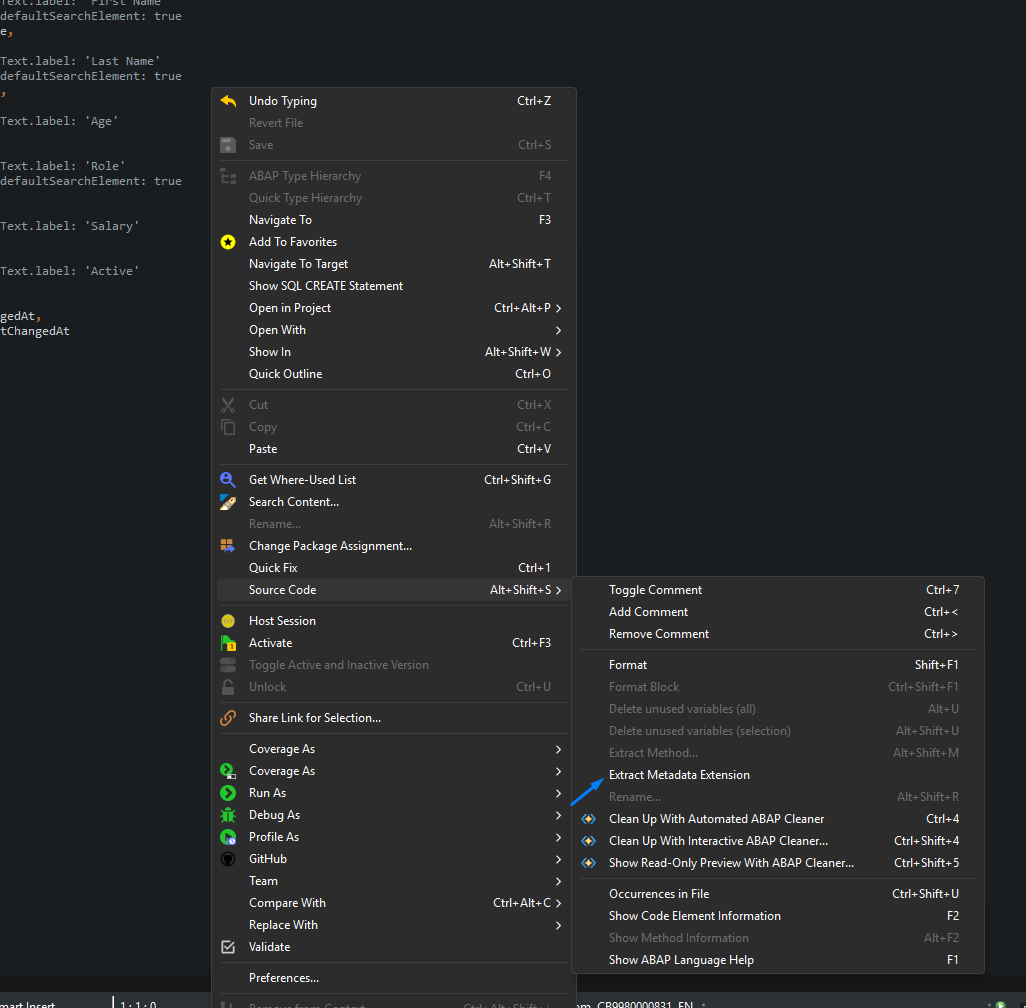 Text.label: 'First Name'
defaultSearchElement: true
e,
Text.label: 'Last Name'
defaultSearchElement: true
,
Text.label: 'Age'
Text.label: 'Role'
defaultSearchElement: true
Text.label: 'Salary'
Text.label: 'Active'
gedAt,
tChangedAt
Undo Typing Ctrl+Z
Revert File
Save Ctrl+S
ABAP Type Hierarchy F4
Quick Type Hierarchy Ctrl+T
Navigate To F3
Add To Favorites
Navigate To Target Alt+Shift+T
Show SQL CREATE Statement
Open in Project Ctrl+Alt+P >
Open With >
Show In Alt+Shift+W >
Quick Outline Ctrl+O
Cut Ctrl+X
Copy Ctrl+C
Paste Ctrl+V
Get Where-Used List Ctrl+Shift+G
Search Content...
Rename... Alt+Shift+R
Change Package Assignment...
Quick Fix Ctrl+1
Source Code Alt+Shift+S >
Host Session
Activate Ctrl+F3
Toggle Active and Inactive Version
Unlock Ctrl+U
Share Link for Selection...
Coverage As >
Coverage As >
Run As >
Debug As >
Profile As >
GitHub >
Team >
Compare With Ctrl+Alt+C >
Replace With >
Validate
Preferences...
Remove from Context Ctrl+Alt+Shift+
Toggle Comment Ctrl+7
Add Comment Ctrl+<
Remove Comment Ctrl+>
Format Shift+F1
Format Block Ctrl+Shift+F1
Delete unused variables (all) Alt+U
Delete unused variables (selection) Alt+Shift+U
Extract Method... Alt+Shift+M
Extract Metadata Extension
Rename... Alt+Shift+R
Clean Up With Automated ABAP Cleaner Ctrl+4
Clean Up With Interactive ABAP Cleaner... Ctrl+Shift+4
Show Read-Only Preview With ABAP Cleaner... Ctrl+Shift+5
Occurrences in File Ctrl+Shift+U
Show Code Element Information F2
Show Method Information Alt+F2
Show ABAP Language Help F1
mart Insert 1 : 1 : 0 CB9980000831_EN